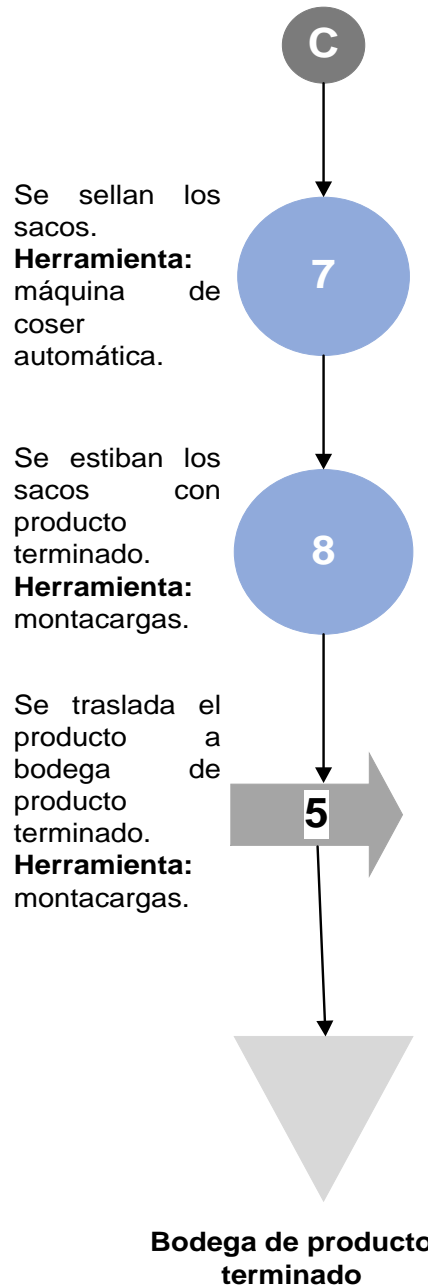 C
Se sellan los
sacos.
Herramienta:
máquina de
coser
automática.
7
Se estiban los
sacos con
producto
terminado.
Herramienta:
montacargas.
8
Se traslada el
producto a
bodega de
producto
terminado.
Herramienta:
montacargas.
5
Bodega de producto
terminado